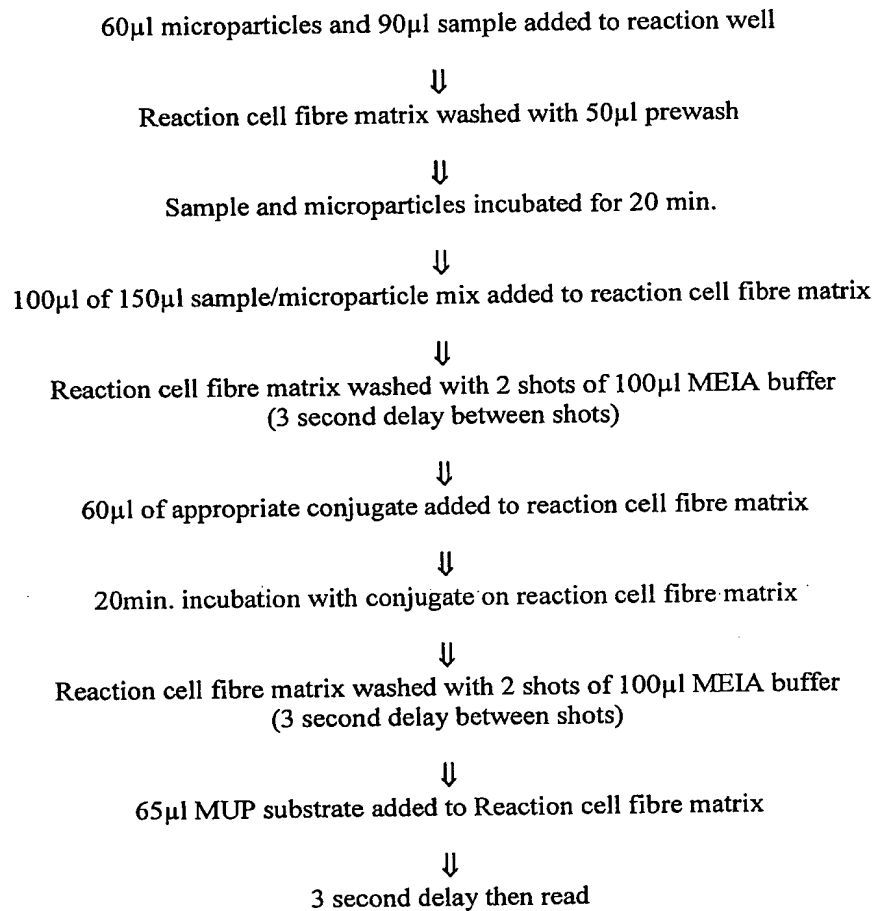 60µl microparticles and 90µl sample added to reaction well
⇓
Reaction cell fibre matrix washed with 50µl prewash
⇓
Sample and microparticles incubated for 20 min.
⇓
100µl of 150µl sample/microparticle mix added to reaction cell fibre matrix
⇓
Reaction cell fibre matrix washed with 2 shots of 100µl MEIA buffer
(3 second delay between shots)
⇓
60µl of appropriate conjugate added to reaction cell fibre matrix
⇓
20min. incubation with conjugate on reaction cell fibre matrix
⇓
Reaction cell fibre matrix washed with 2 shots of 100µl MEIA buffer
(3 second delay between shots)
⇓
65µl MUP substrate added to Reaction cell fibre matrix
⇓
3 second delay then read